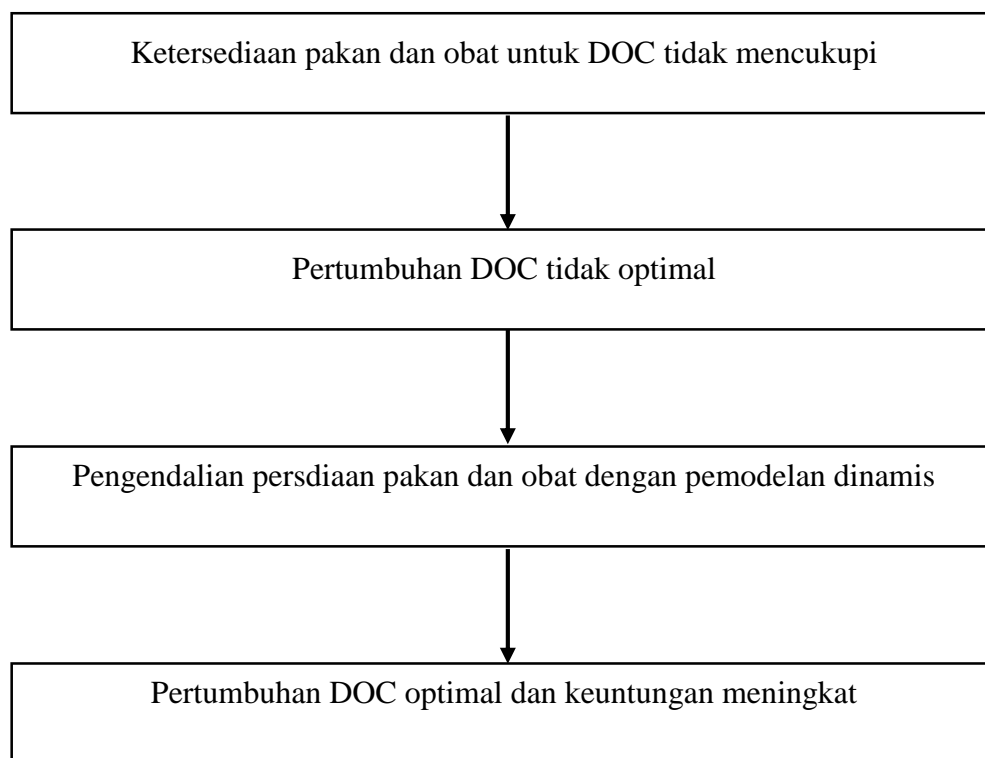 Ketersediaan pakan dan obat untuk DOC tidak mencukupi
Pertumbuhan DOC tidak optimal
Pengendalian persdiaan pakan dan obat dengan pemodelan dinamis
Pertumbuhan DOC optimal dan keuntungan meningkat